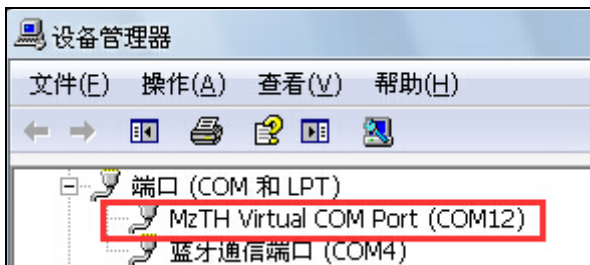 设备管理器
文件(F) 操作(A) 查看(V) 帮助(H)
端口 (COM 和 LPT)
MzTH Virtual COM Port (COM12)
蓝牙通信端口 (COM4)